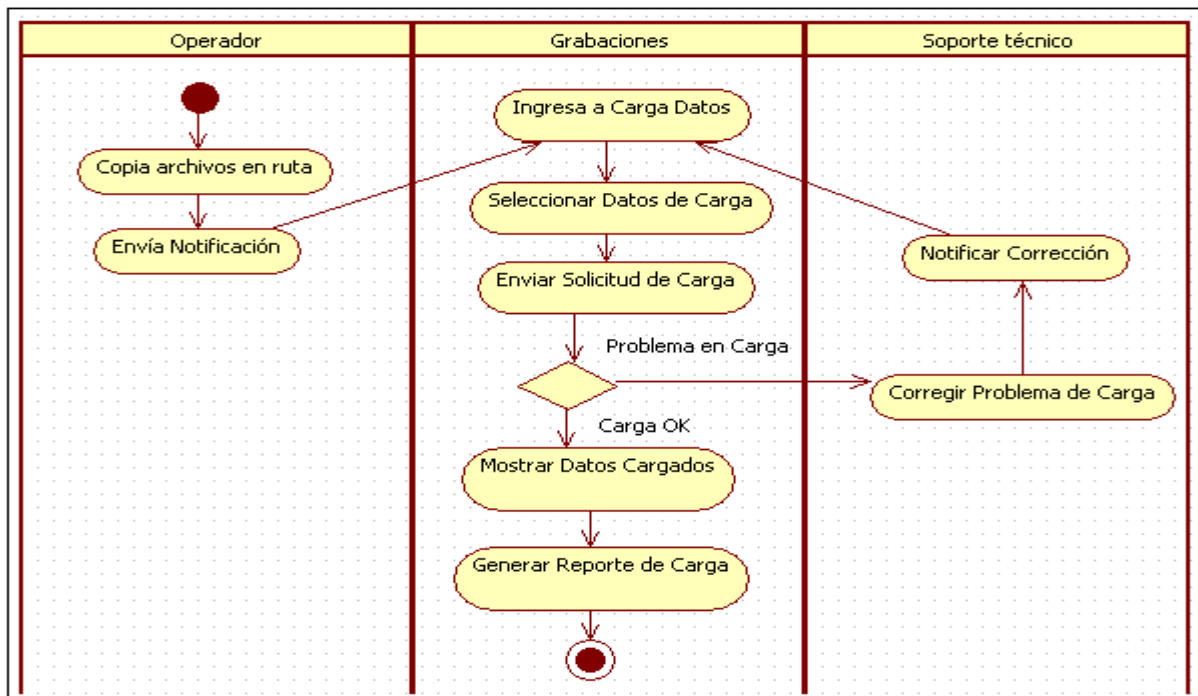 Operador
Grabaciones
Soporte técnico
Ingresa a Carga Datos
Copia archivos en ruta
Seleccionar Datos de Carga
Envía Notificación
Notificar Corrección
Enviar Solicitud de Carga
Problema en Carga
Corregir Problema de Carga
Carga OK
Mostrar Datos Cargados
Generar Reporte de Carga